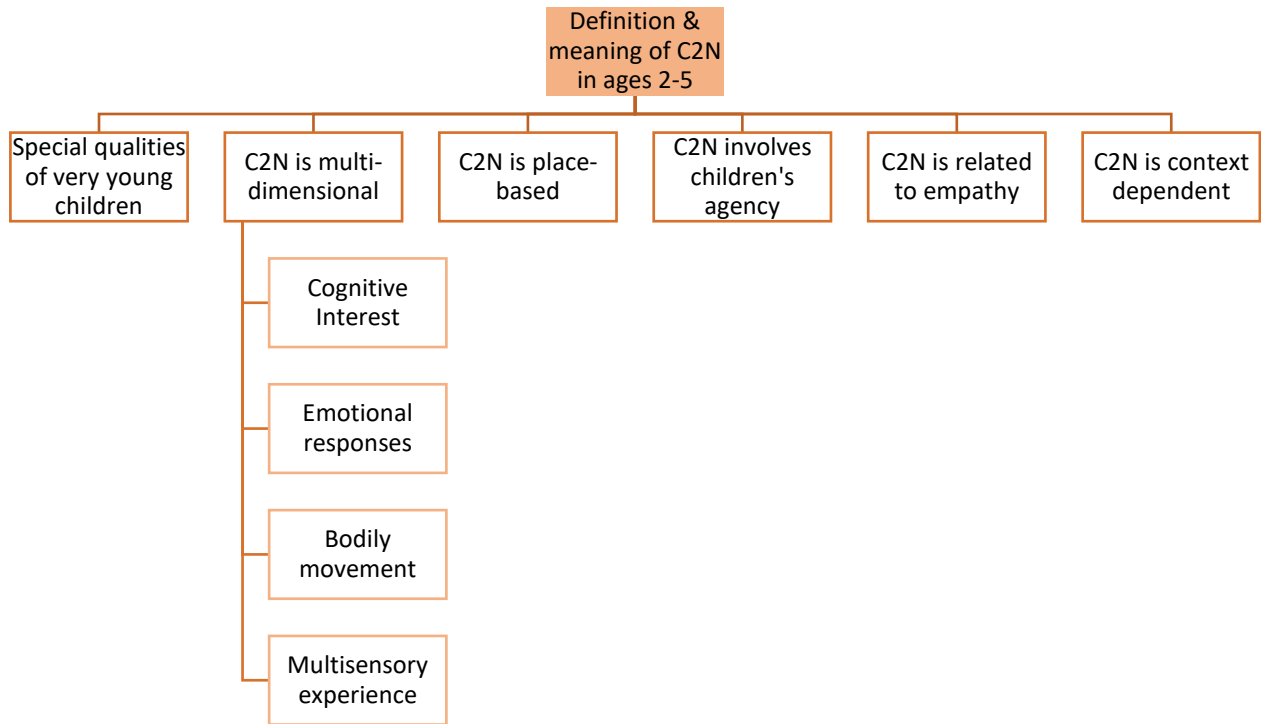 Definition &
meaning of C2N
in ages 2-5
Special qualities
of very young
children
C2N is multi-
dimensional
C2N is place-
based
C2N involves
children's
agency
C2N is related
to empathy
C2N is context
dependent
Cognitive
Interest
Emotional
responses
Bodily
movement
Multisensory
experience